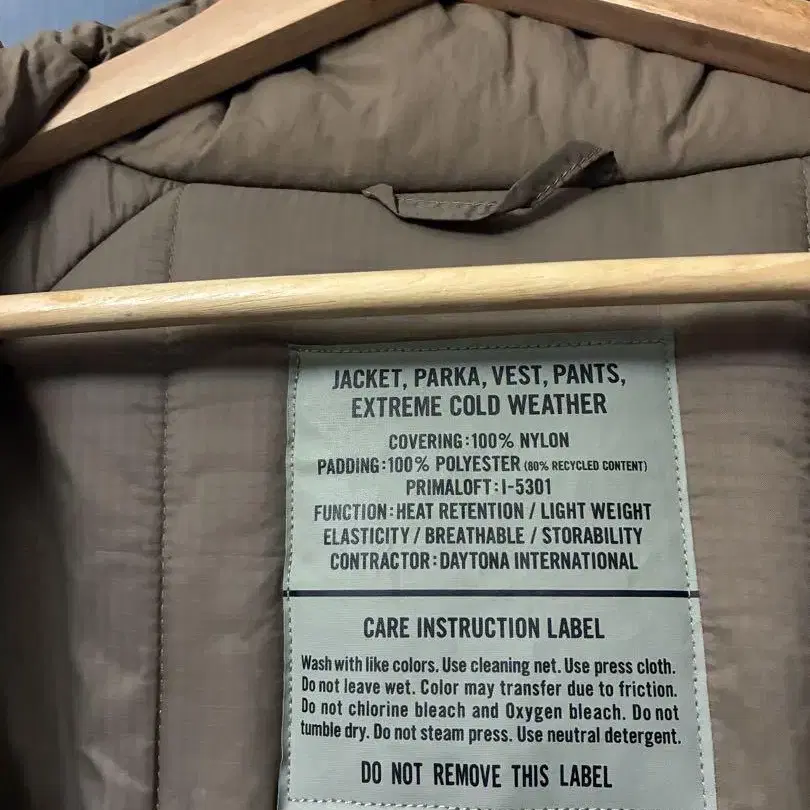 JACKET, PARKA, VEST, PANTS,
EXTREME COLD WEATHER
COVERING:100% NYLON
PADDING:100% POLYESTER (80% RECYCLED CONTENT)
PRIMALOFT:I-5301
FUNCTION:HEAT RETENTION / LIGHT WEIGHT
ELASTICITY / BREATHABLE / STORABILITY
CONTRACTOR:DAYTONA INTERNATIONAL
CARE INSTRUCTION LABEL
Wash with like colors. Use cleaning net. Use press cloth.
Do not leave wet. Color may transfer due to friction.
Do not chlorine bleach and Oxygen bleach. Do not
tumble dry. Do not steam press. Use neutral detergent.
DO NOT REMOVE THIS LABEL